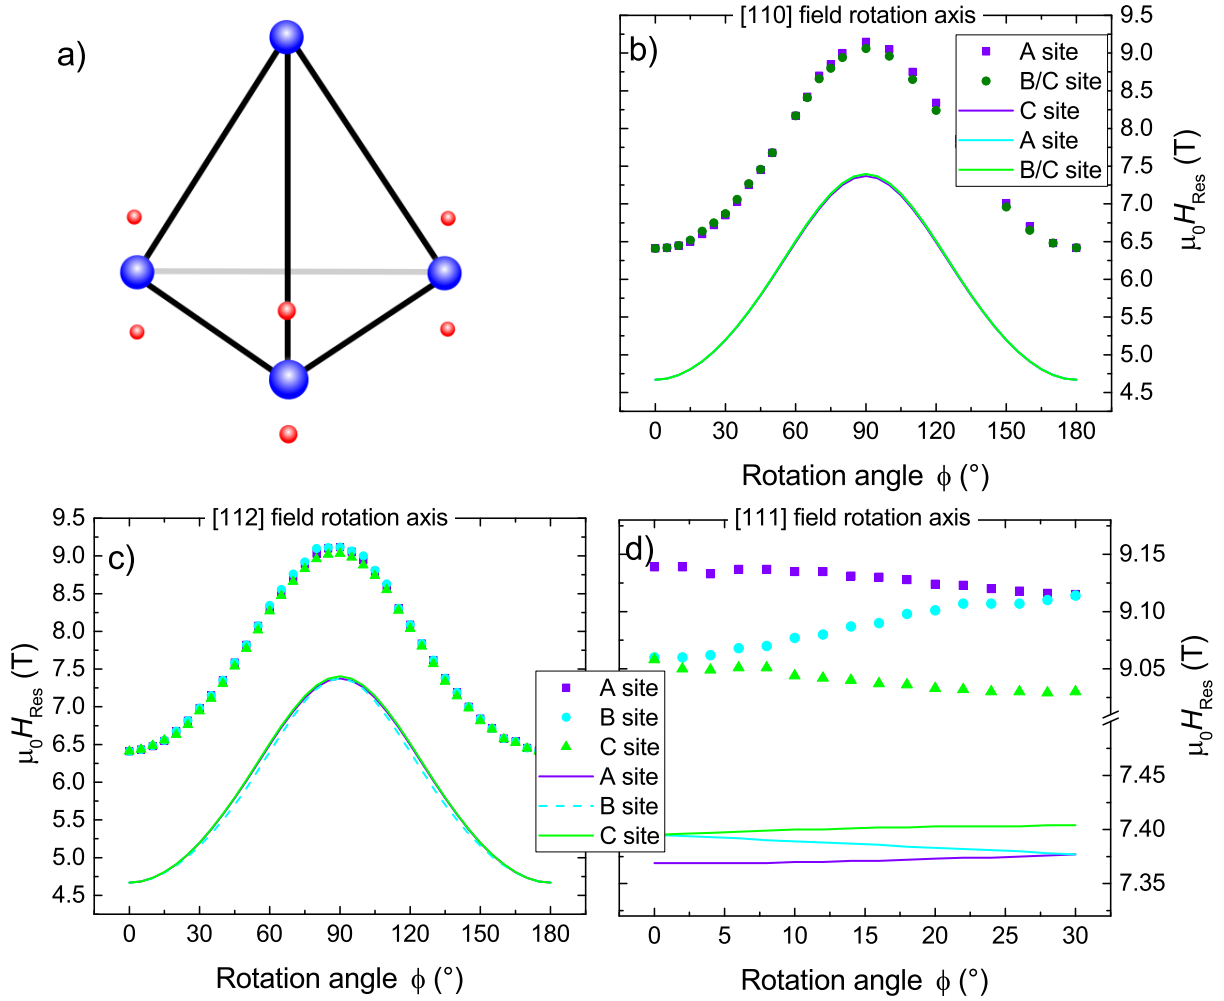 a)
b)
[110] field rotation axis
A site
B/C site
C site
A site
B/C site
9.5
9.0
8.5
8.0
7.5
7.0
6.5
6.0
5.5
5.0
4.5
μ₀H_Res (T)
0 30 60 90 120 150 180
Rotation angle ϕ (°)
c)
[112] field rotation axis
9.5
9.0
8.5
8.0
7.5
7.0
6.5
6.0
5.5
5.0
4.5
μ₀H_Res (T)
A site
B site
C site
A site
B site
C site
0 30 60 90 120 150 180
Rotation angle ϕ (°)
d)
[111] field rotation axis
9.15
9.10
9.05
7.45
7.40
7.35
μ₀H_Res (T)
0 5 10 15 20 25 30
Rotation angle ϕ (°)